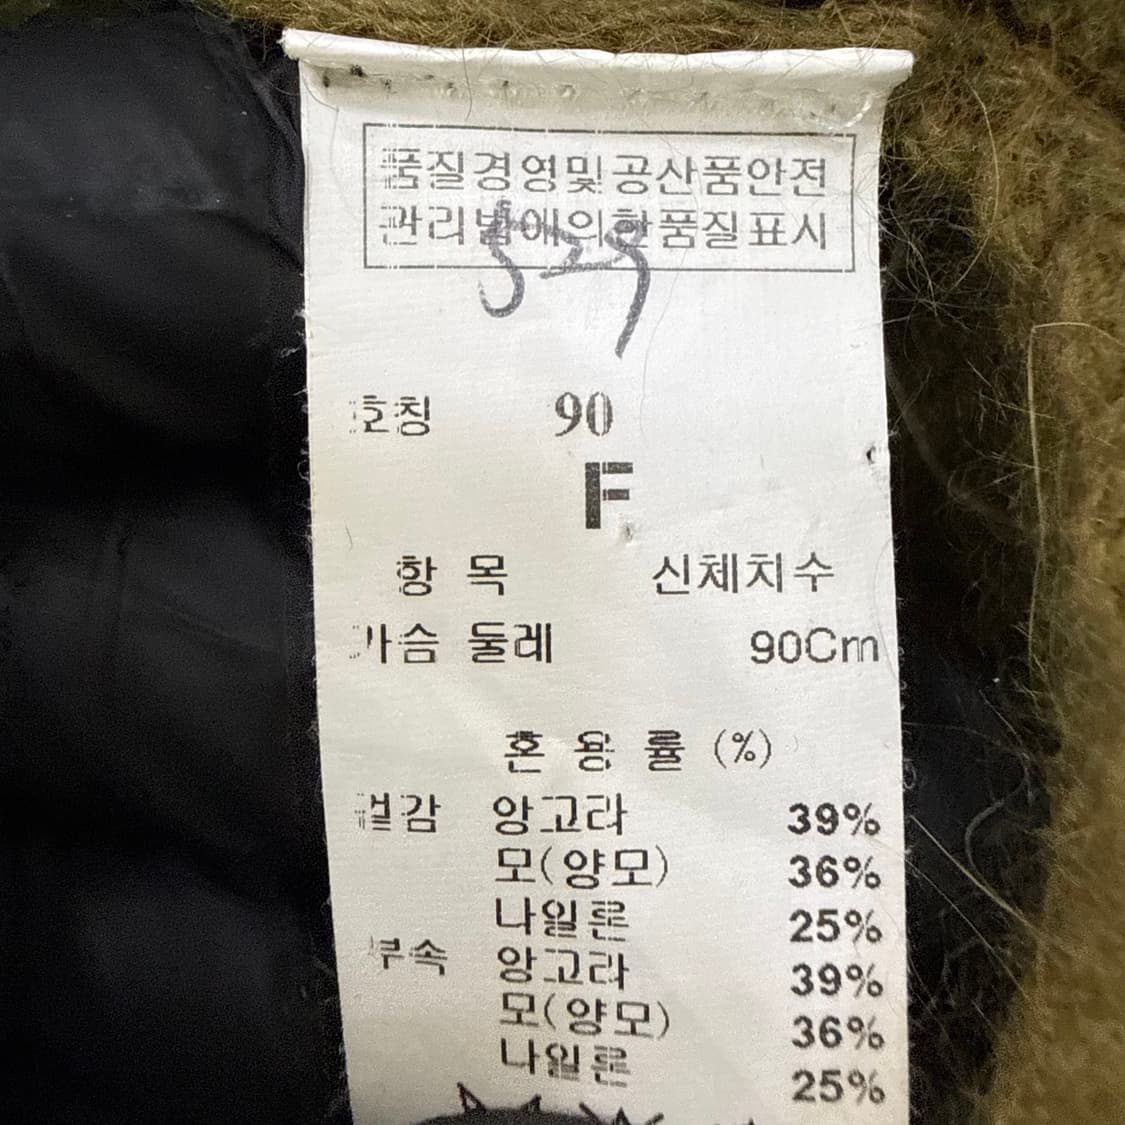 품질경영및공산품안전
관리법에의한품질표시
호칭 90
F
항 목 신체치수
가슴 둘레 90Cm
혼 용 률 (%)
겉감 앙고라 39%
모(양모) 36%
나일론 25%
부속 앙고라 39%
모(양모) 36%
나일론 25%